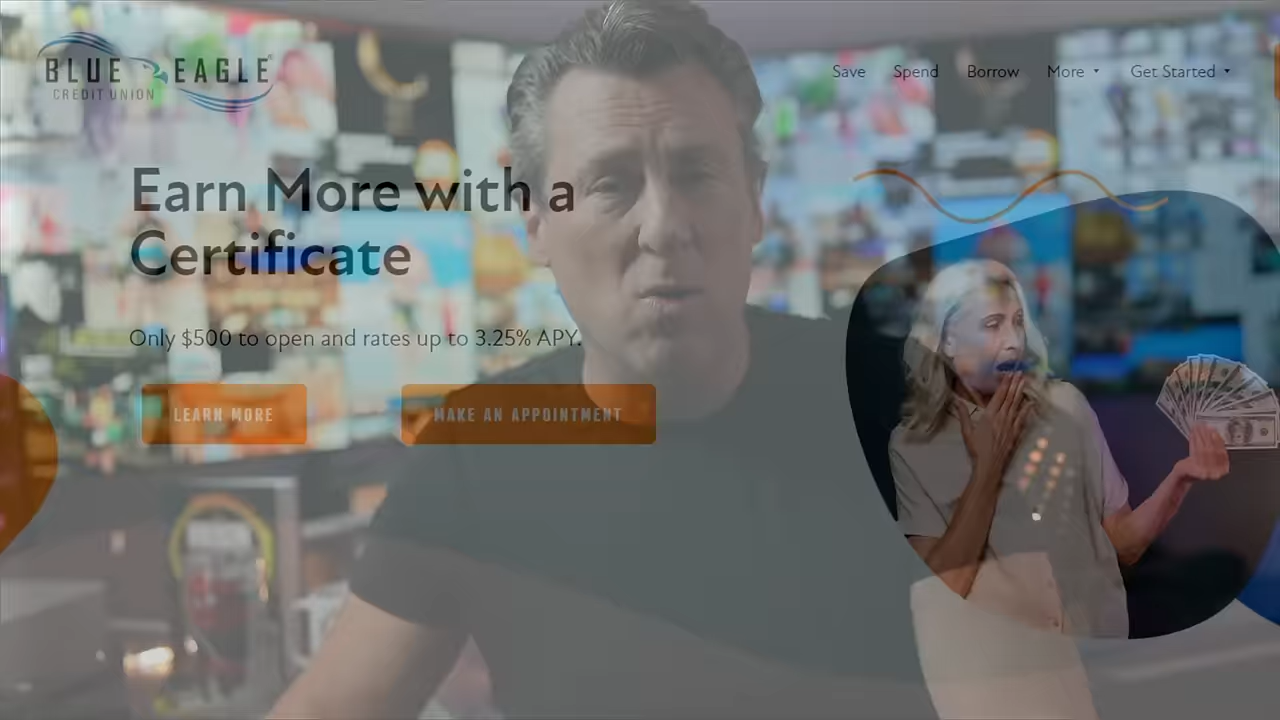 BLUE EAGLE
CREDIT UNION
Save Spend Borrow More Get Started
Earn More with a
Certificate
Only $500 to open and rates up to 3.25% APY.
LEARN MORE MAKE AN APPOINTMENT